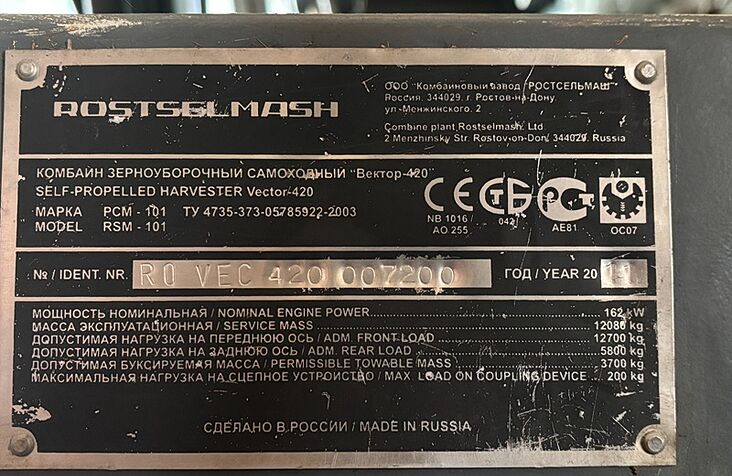 ROSTSELMASH
ООО "Комбайновый завод "РОСТСЕЛЬМАШ"
Россия, 344029, г. Ростов-на-Дону,
ул. Менжинского, 2
Combine plant Rostselmash, Ltd
2 Menzhinsky Str. Rostov-on-Don, 344029, Russia
КОМБАЙН ЗЕРНОУБОРОЧНЫЙ САМОХОДНЫЙ "Вектор-420"
SELF-PROPELLED HARVESTER Vector-420
МАРКА РСМ - 101 ТУ 4735-373-05785922-2003
MODEL RSM - 101
CE
NB 1016/
AO 255
042/
АЕ81
ОС07
№ / IDENT. NR. RO VEC 420 007200 ГОД / YEAR 20 11
МОЩНОСТЬ НОМИНАЛЬНАЯ / NOMINAL ENGINE POWER 162 kW
МАССА ЭКСПЛУАТАЦИОННАЯ / SERVICE MASS 12080 kg
ДОПУСТИМАЯ НАГРУЗКА НА ПЕРЕДНЮЮ ОСЬ / ADM. FRONT LOAD 12700 kg
ДОПУСТИМАЯ НАГРУЗКА НА ЗАДНЮЮ ОСЬ / ADM. REAR LOAD 5800 kg
ДОПУСТИМАЯ БУКСИРУЕМАЯ МАССА / PERMISSIBLE TOWABLE MASS 3700 kg
МАКСИМАЛЬНАЯ НАГРУЗКА НА СЦЕПНОЕ УСТРОЙСТВО / MAX. LOAD ON COUPLING DEVICE 200 kg
СДЕЛАНО В РОССИИ / MADE IN RUSSIA